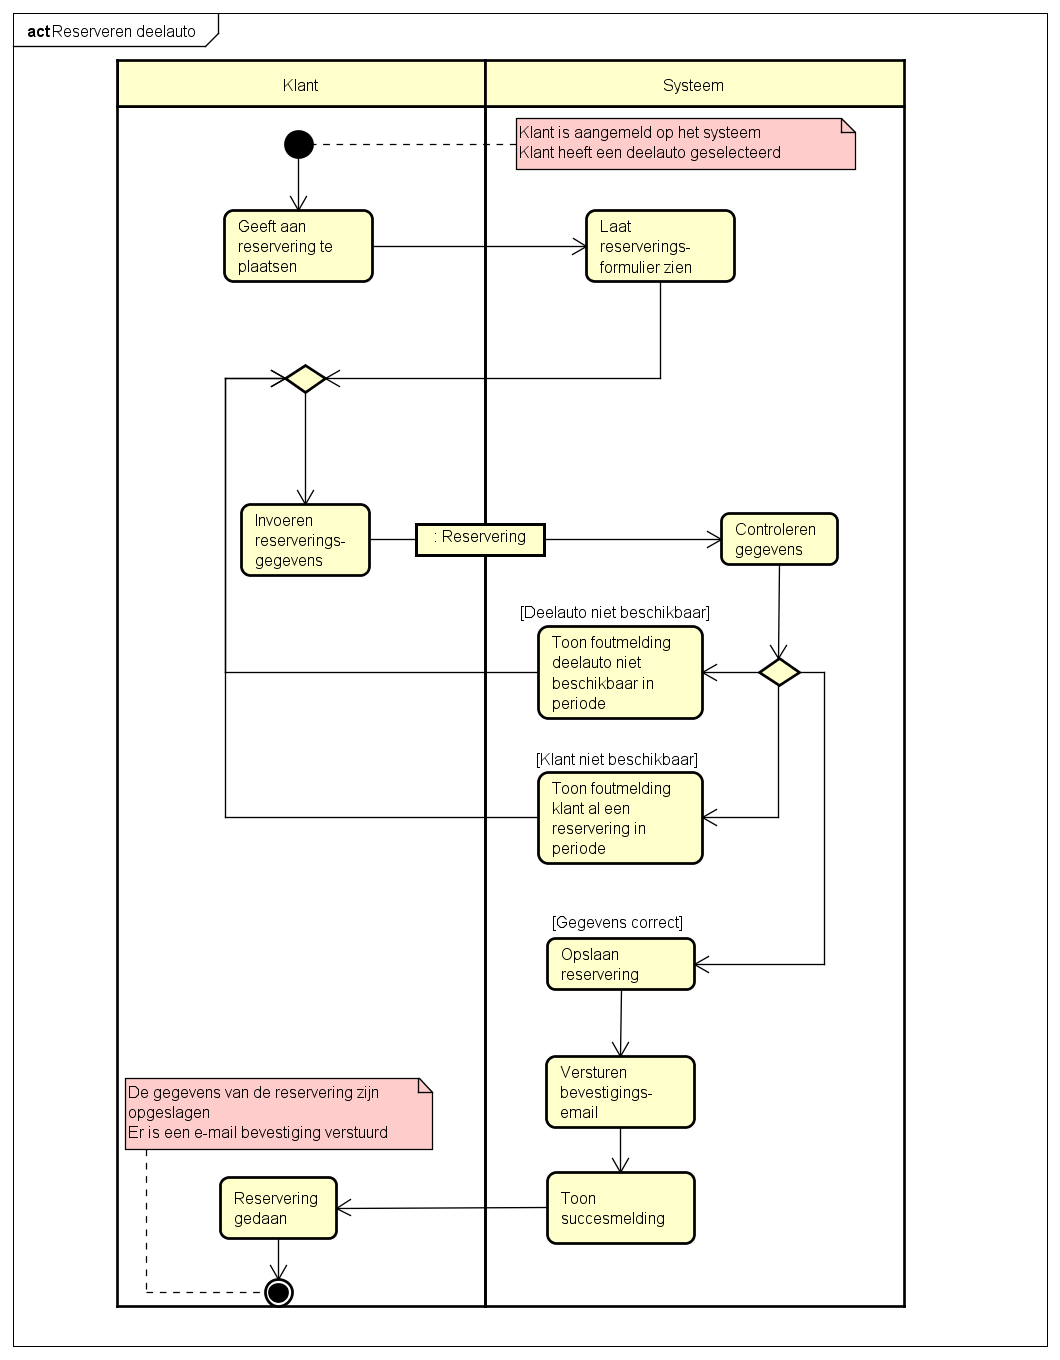 act Reserveren deelauto
Klant
Systeem
Klant is aangemeld op het systeem
Klant heeft een deelauto geselecteerd
Geeft aan
reservering te
plaatsen
Laat
reserverings-
formulier zien
Invoeren
reserverings-
gegevens
: Reservering
Controleren
gegevens
[Deelauto niet beschikbaar]
Toon foutmelding
deelauto niet
beschikbaar in
periode
[Klant niet beschikbaar]
Toon foutmelding
klant al een
reservering in
periode
[Gegevens correct]
Opslaan
reservering
Versturen
bevestigings-
email
De gegevens van de reservering zijn
opgeslagen
Er is een e-mail bevestiging verstuurd
Reservering
gedaan
Toon
succesmelding